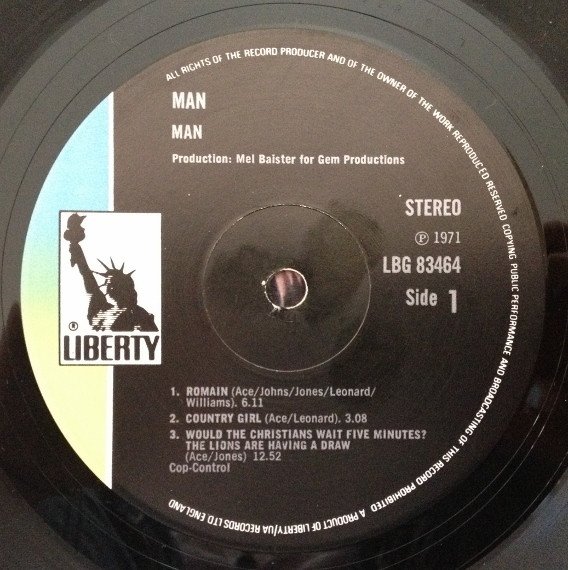 ALL RIGHTS OF THE RECORD PRODUCER AND OF THE OWNER OF THE WORK REPRODUCED RESERVED COPYING PUBLIC PERFORMANCE AND BROADCASTING OF THIS RECORD PROHIBITED
MAN
MAN
Production: Mel Baister for Gem Productions
STEREO
℗ 1971
LBG 83464
Side 1
®
LIBERTY
1. ROMAIN (Ace/Johns/Jones/Leonard/
Williams). 6.11
2. COUNTRY GIRL (Ace/Leonard). 3.08
3. WOULD THE CHRISTIANS WAIT FIVE MINUTES?
THE LIONS ARE HAVING A DRAW
(Ace/Jones) 12.52
Cop-Control
A PRODUCT OF LIBERTY/UA RECORDS LTD ENGLAND